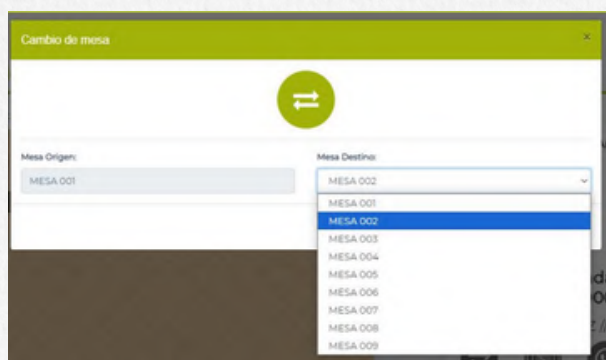 Cambio de mesa
×
Mesa Origen:
Mesa Destino:
MESA 001
MESA 002
MESA 001
MESA 002
MESA 003
MESA 004
MESA 005
MESA 006
MESA 007
MESA 008
MESA 009